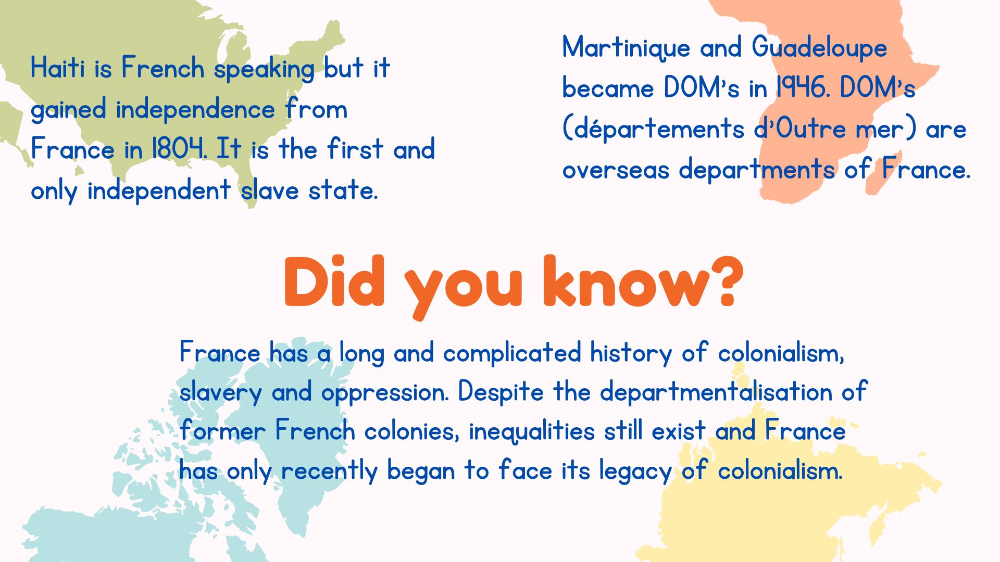 Haiti is French speaking but it
gained independence from
France in 1804. It is the first and
only independent slave state.
Martinique and Guadeloupe
became DOM's in 1946. DOM's
(départements d'Outre mer) are
overseas departments of France.
Did you know?
France has a long and complicated history of colonialism,
slavery and oppression. Despite the departmentalisation of
former French colonies, inequalities still exist and France
has only recently began to face its legacy of colonialism.